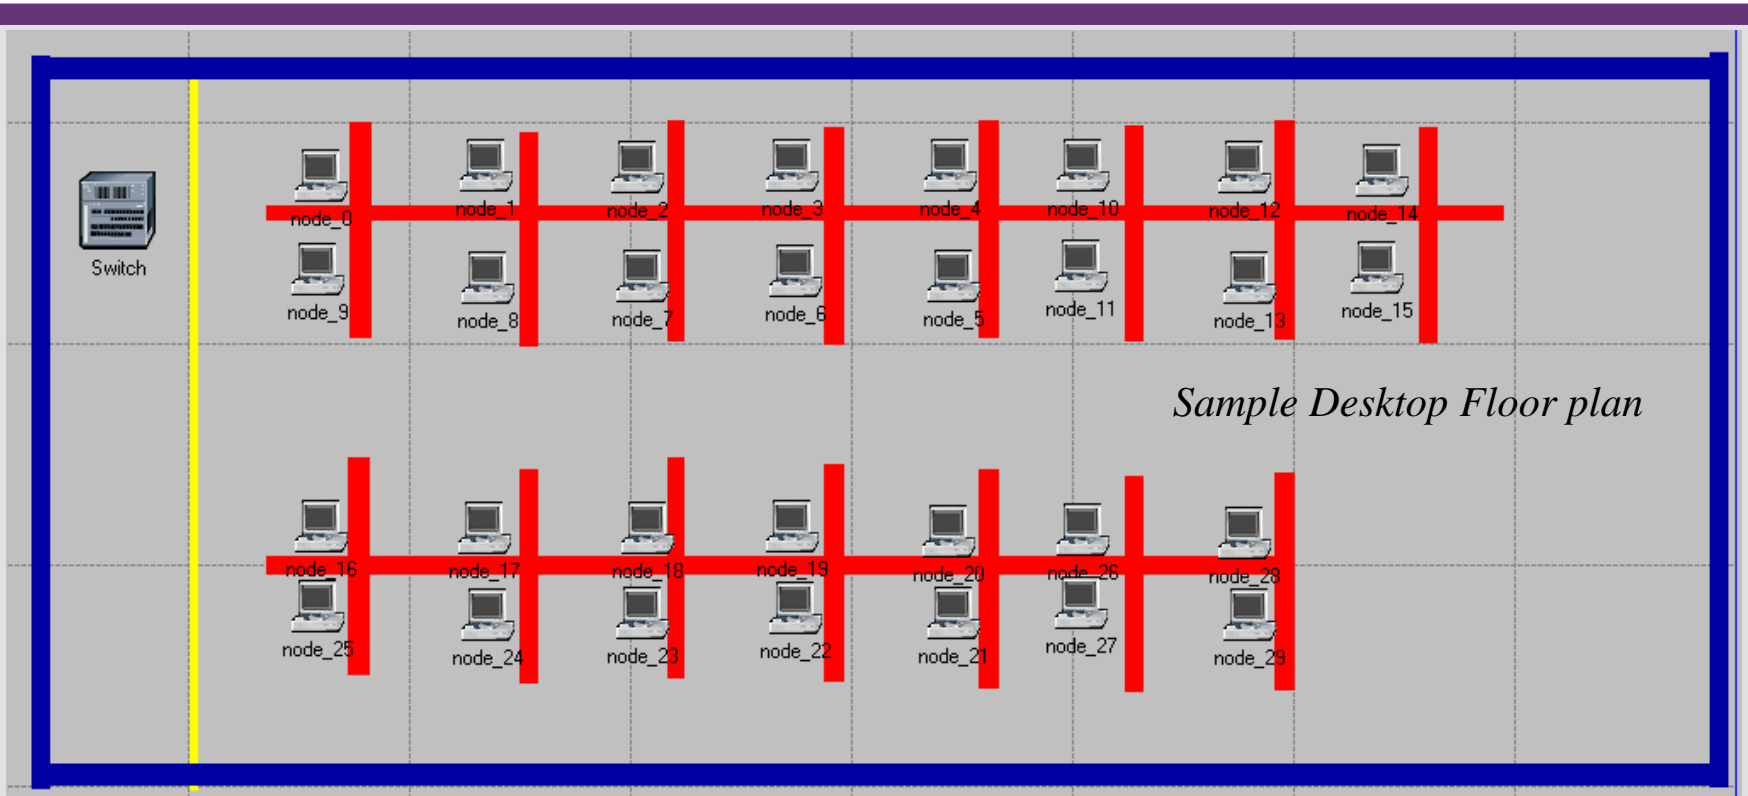 node_0 node_1 node_2 node_3 node_4 node_10 node_12 node_14
Switch
node_9 node_8 node_7 node_6 node_5 node_11 node_13 node_15
Sample Desktop Floor plan
node_16 node_17 node_18 node_19 node_20 node_26 node_28
node_25 node_24 node_23 node_22 node_21 node_27 node_29